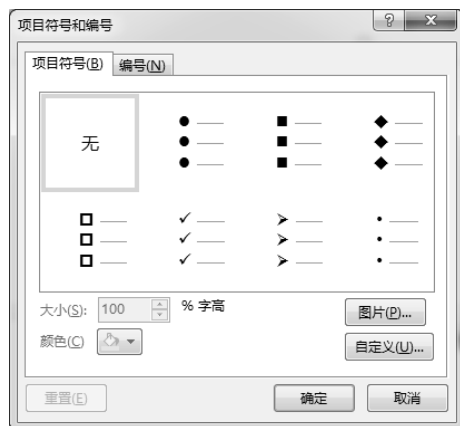 项目符号和编号
项目符号(B) 编号(N)
无
大小(S): 100 % 字高
图片(P)...
颜色(C)
自定义(U)...
重置(E) 确定 取消